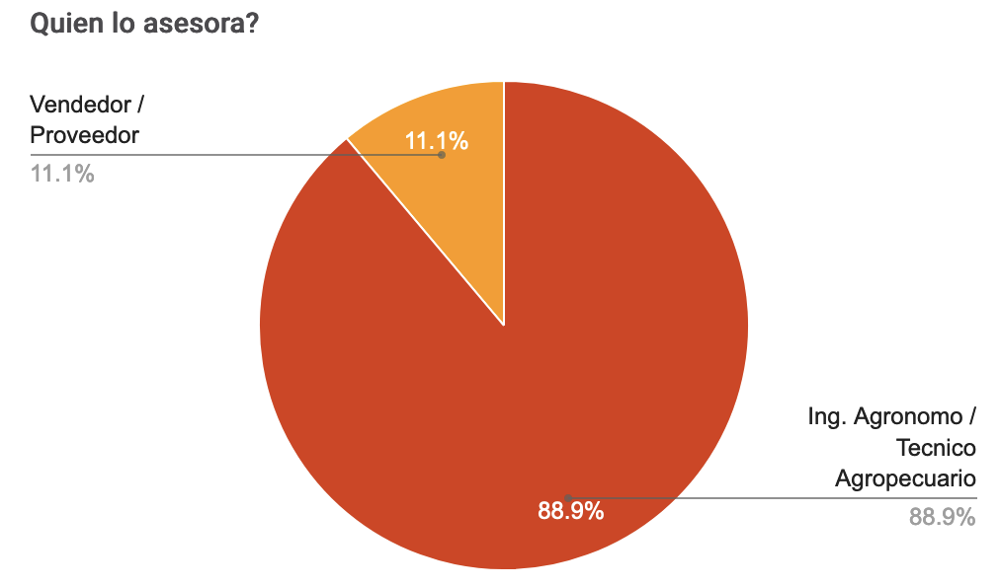 Quien lo asesora?
Vendedor /
Proveedor
11.1%
11.1%
Ing. Agronomo /
Tecnico
Agropecuario
88.9%
88.9%